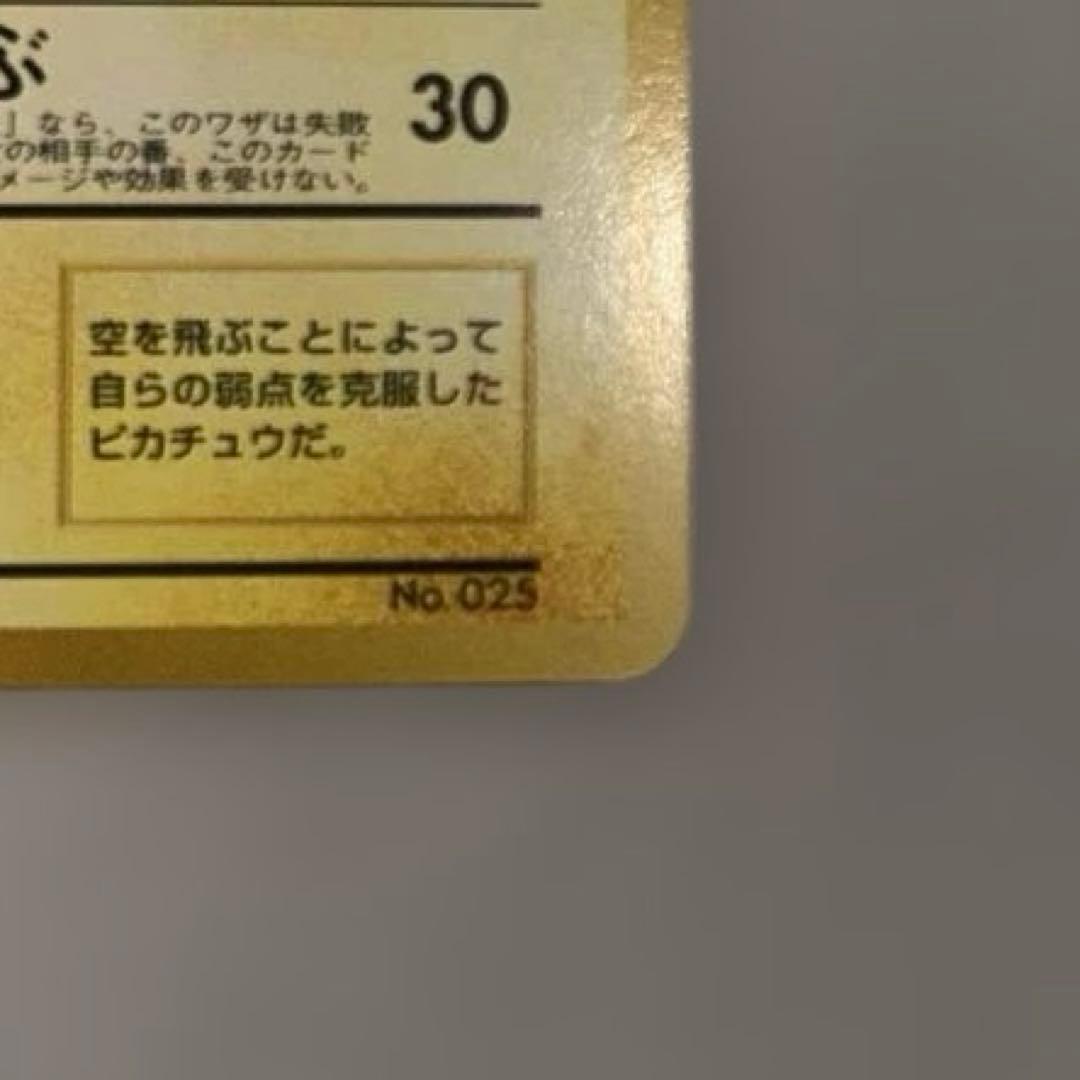 ぶ
30
」なら、このワザは失敗
の相手の番、このカード
メージや効果を受けない。
空を飛ぶことによって
自らの弱点を克服した
ピカチュウだ。
No. 025